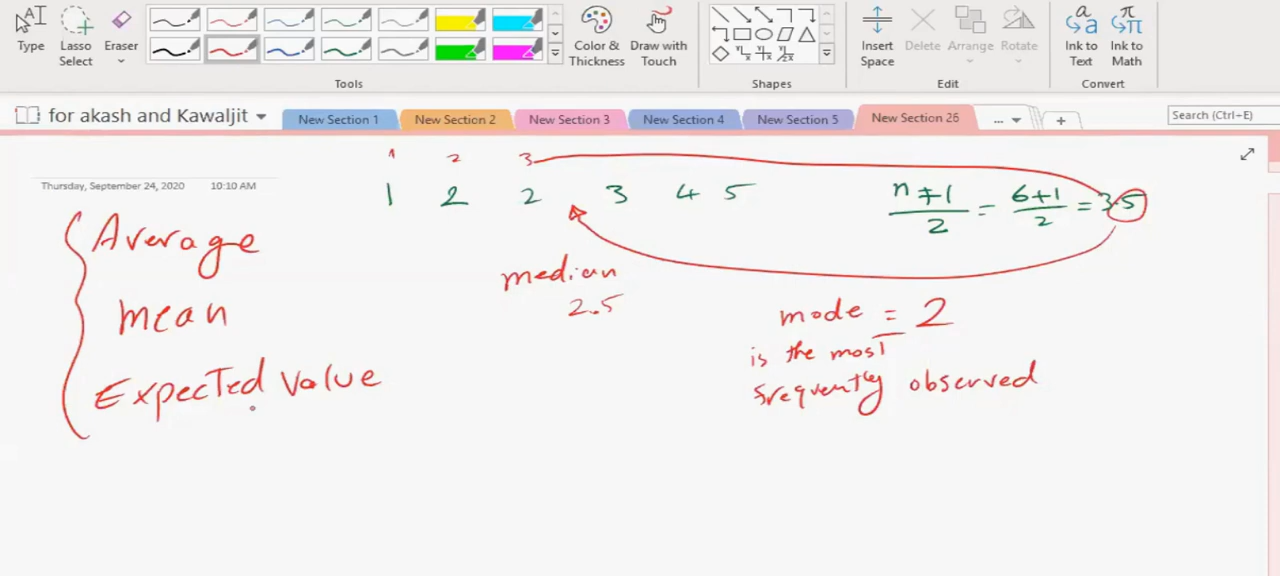 Type
Lasso Select
Eraser
Color & Thickness
Draw with Touch
Insert Space
Delete
Arrange
Rotate
Ink to Text
Ink to Math
Tools
Shapes
Edit
Convert
for akash and Kawaljit
New Section 1
New Section 2
New Section 3
New Section 4
New Section 5
New Section 26
...
+
Search (Ctrl+E)
Thursday, September 24, 2020 10:10 AM
1 2 3
1 2 2 3 4 5
n+1/2 = 6+1/2 = 3.5
Average
mean
Expected Value
median
2.5
mode = 2
is the most
frequently observed